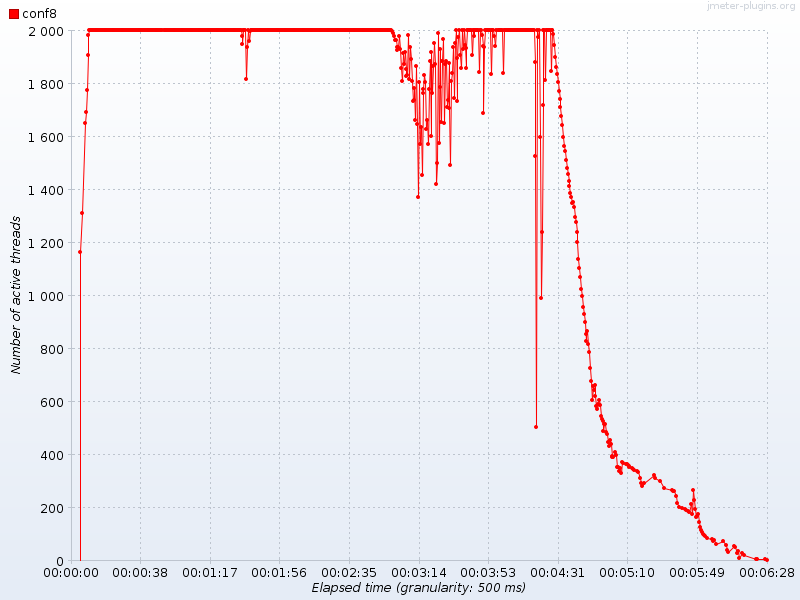 jmeter-plugins.org
conf8
2 000
1 800
1 600
1 400
1 200
1 000
800
600
400
200
0
Number of active threads
00:00:00 00:00:38 00:01:17 00:01:56 00:02:35 00:03:14 00:03:53 00:04:31 00:05:10 00:05:49 00:06:28
Elapsed time (granularity: 500 ms)